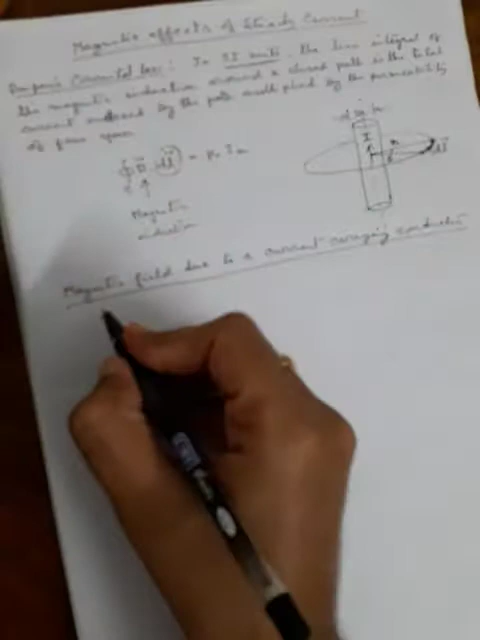 Magnetic effects of Steady Current
Ampere's Circuital law : In SI units, the line integral of
the magnetic induction around a closed path is the total
current enclosed by the path multiplied by the permeability
of free space
∮ B⃗ . dl⃗ = μ₀ I
c
Magnetic
induction
I
dl⃗
Magnetic field due to a current carrying conductor